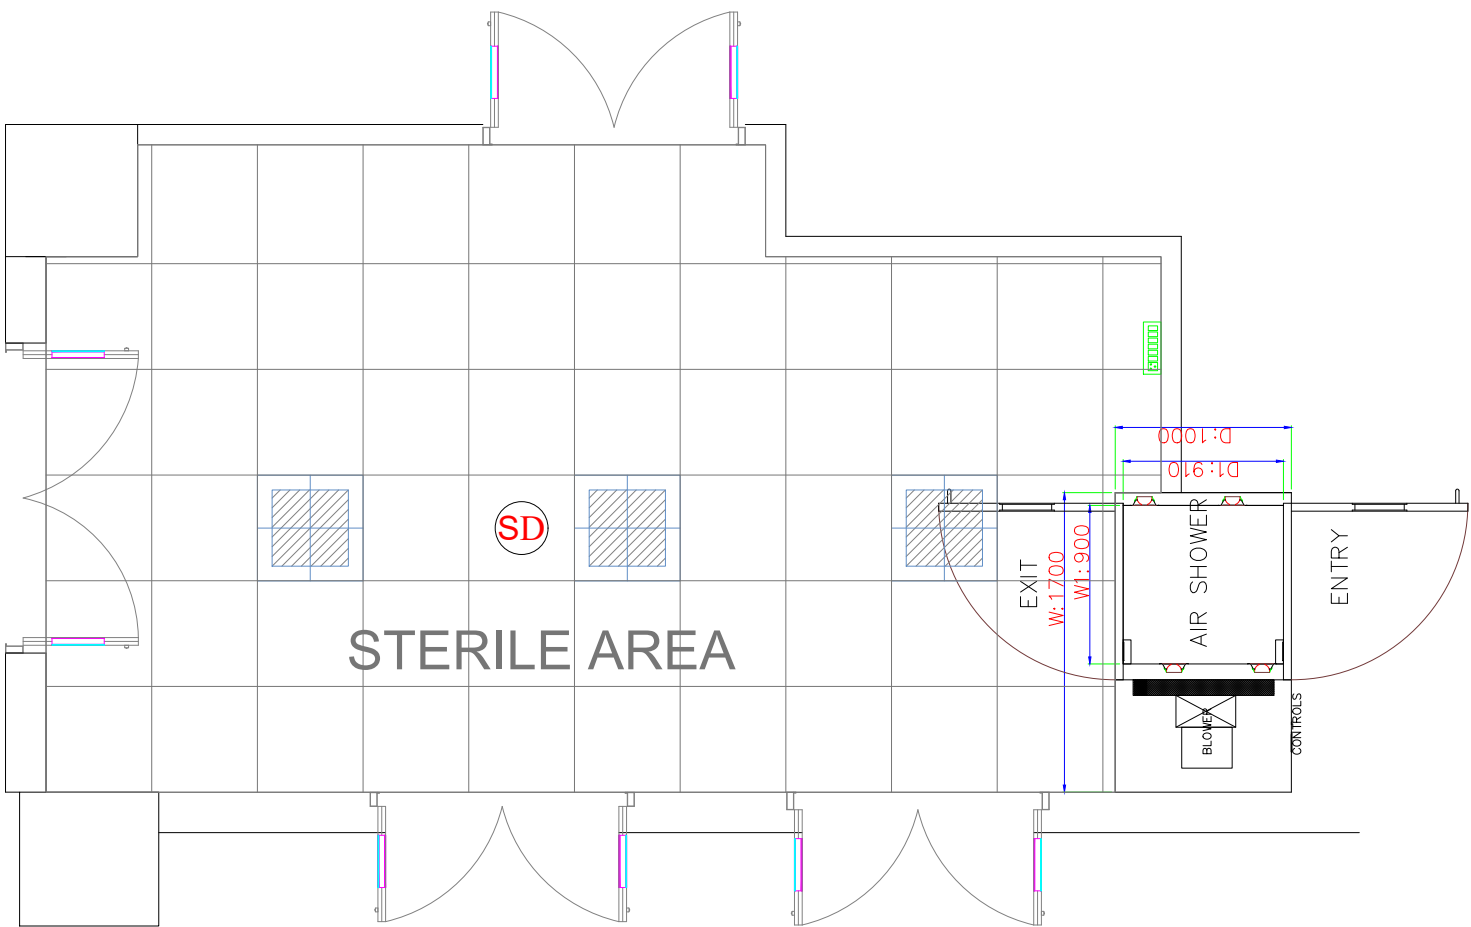 D:1000
D1:910
SD
EXIT
W:1700
W1:900
AIR SHOWER
ENTRY
STERILE AREA
BLOWER
CONTROLS